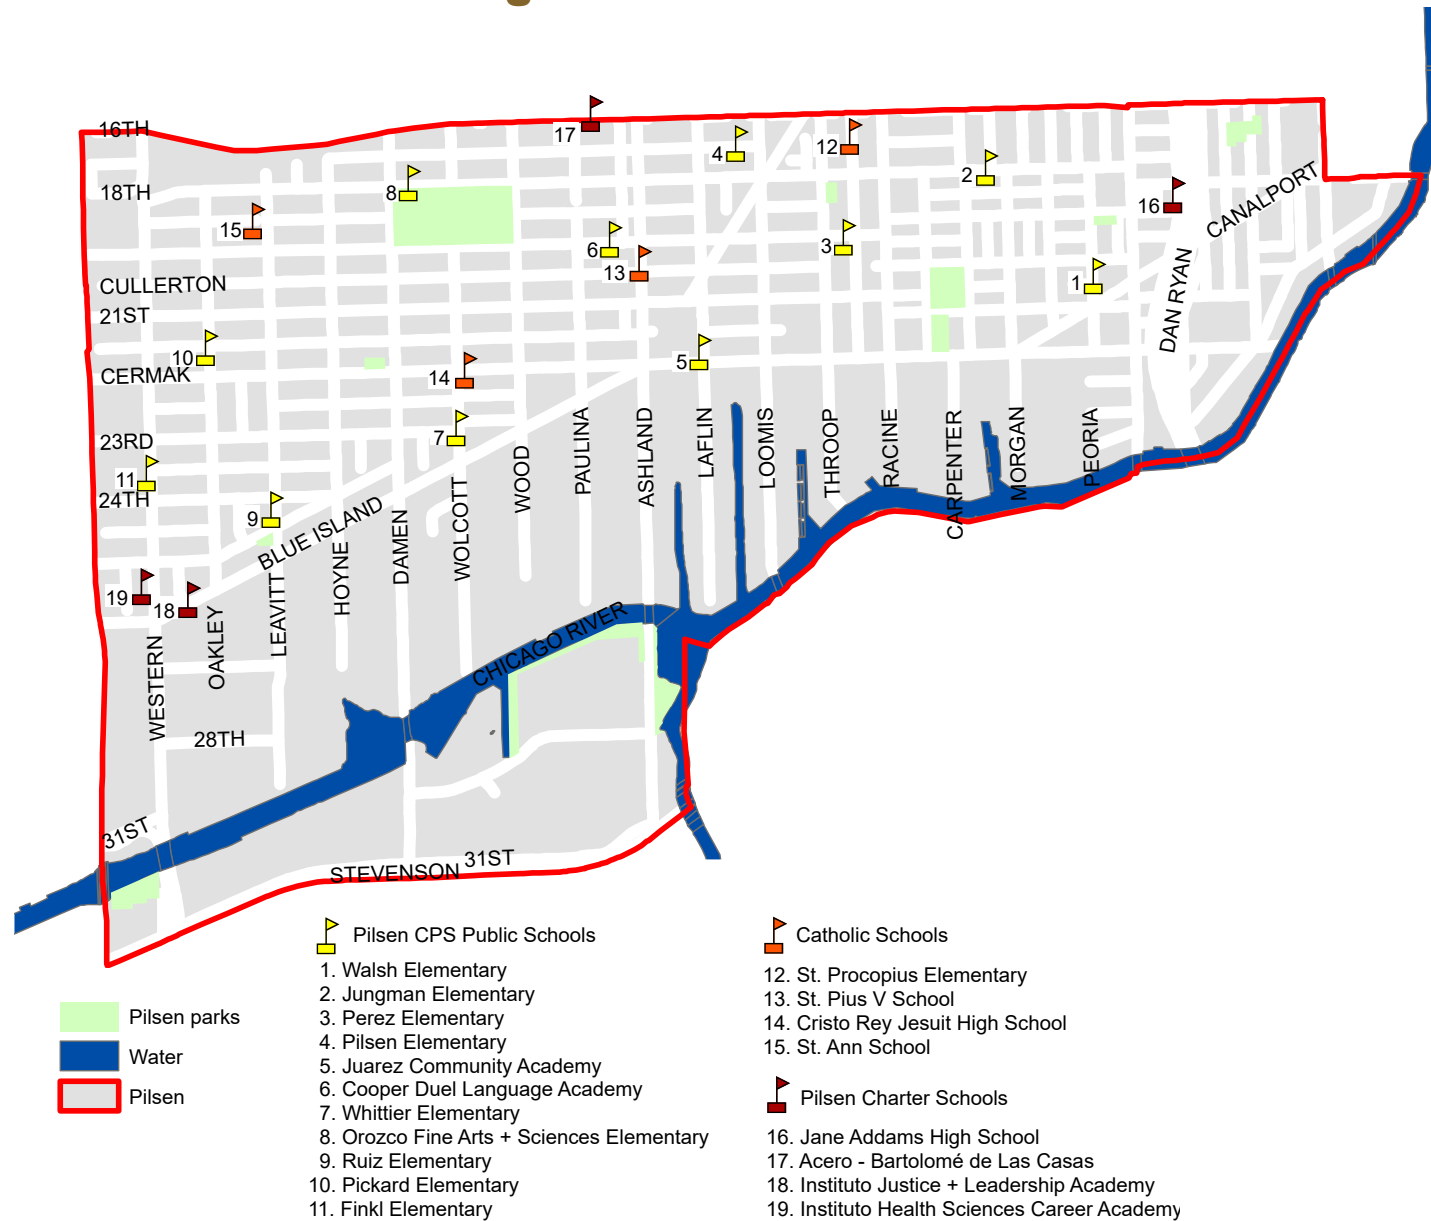 16TH
17
4
12
2
18TH
8
16
CANALPORT
15
6
13
3
1
CULLERTON
21ST
DAN RYAN
10
CERMAK
14
5
7
23RD
11
24TH
9
BLUE ISLAND
WOOD
PAULINA
ASHLAND
LAFLIN
LOOMIS
THROOP
RACINE
CARPENTER
MORGAN
PEORIA
19
18
WESTERN
OAKLEY
LEAVITT
HOYNE
DAMEN
WOLCOTT
CHICAGO RIVER
28TH
31ST
STEVENSON
31ST
Pilsen parks
Water
Pilsen
Pilsen CPS Public Schools
1. Walsh Elementary
2. Jungman Elementary
3. Perez Elementary
4. Pilsen Elementary
5. Juarez Community Academy
6. Cooper Duel Language Academy
7. Whittier Elementary
8. Orozco Fine Arts + Sciences Elementary
9. Ruiz Elementary
10. Pickard Elementary
11. Finkl Elementary
Catholic Schools
12. St. Procopius Elementary
13. St. Pius V School
14. Cristo Rey Jesuit High School
15. St. Ann School
Pilsen Charter Schools
16. Jane Addams High School
17. Acero - Bartolomé de Las Casas
18. Instituto Justice + Leadership Academy
19. Instituto Health Sciences Career Academy